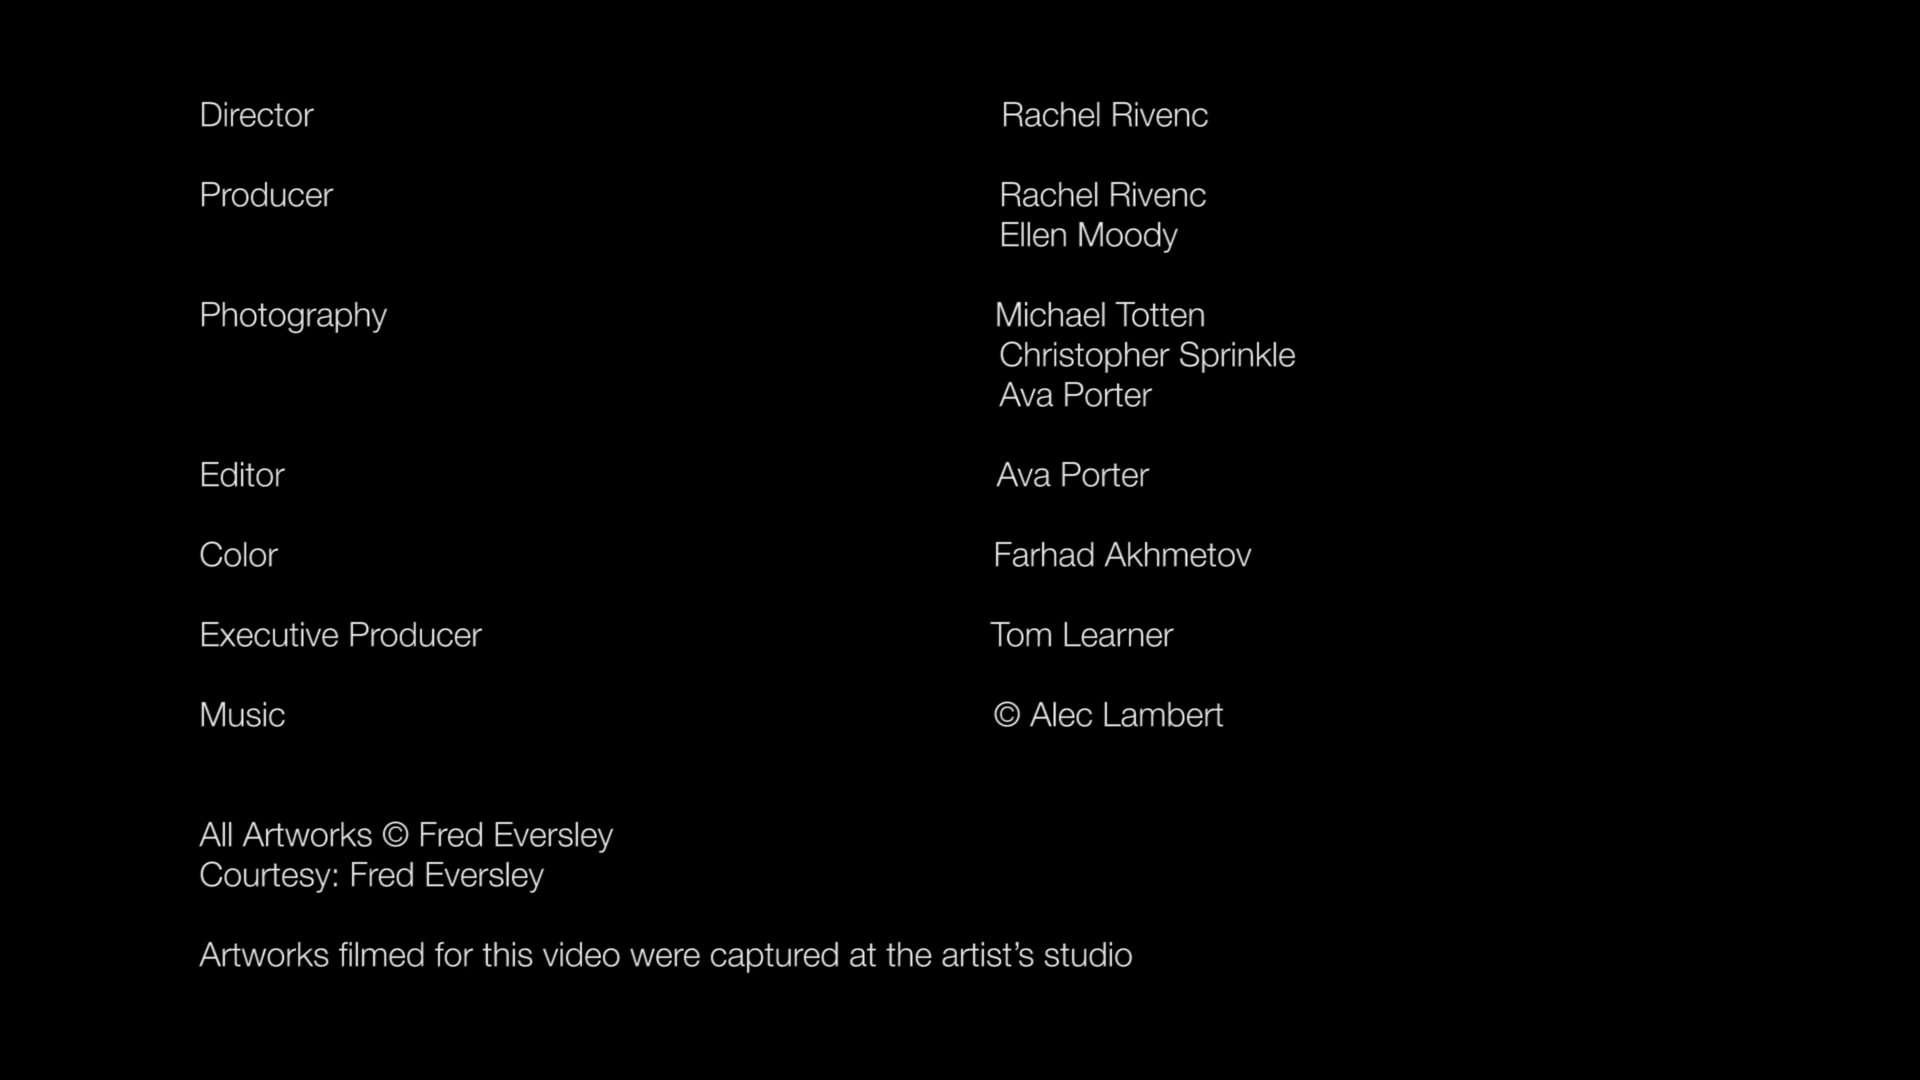 Director Rachel Rivenc
Producer Rachel Rivenc
Ellen Moody
Photography Michael Totten
Christopher Sprinkle
Ava Porter
Editor Ava Porter
Color Farhad Akhmetov
Executive Producer Tom Learner
Music © Alec Lambert
All Artworks © Fred Eversley
Courtesy: Fred Eversley
Artworks filmed for this video were captured at the artist’s studio